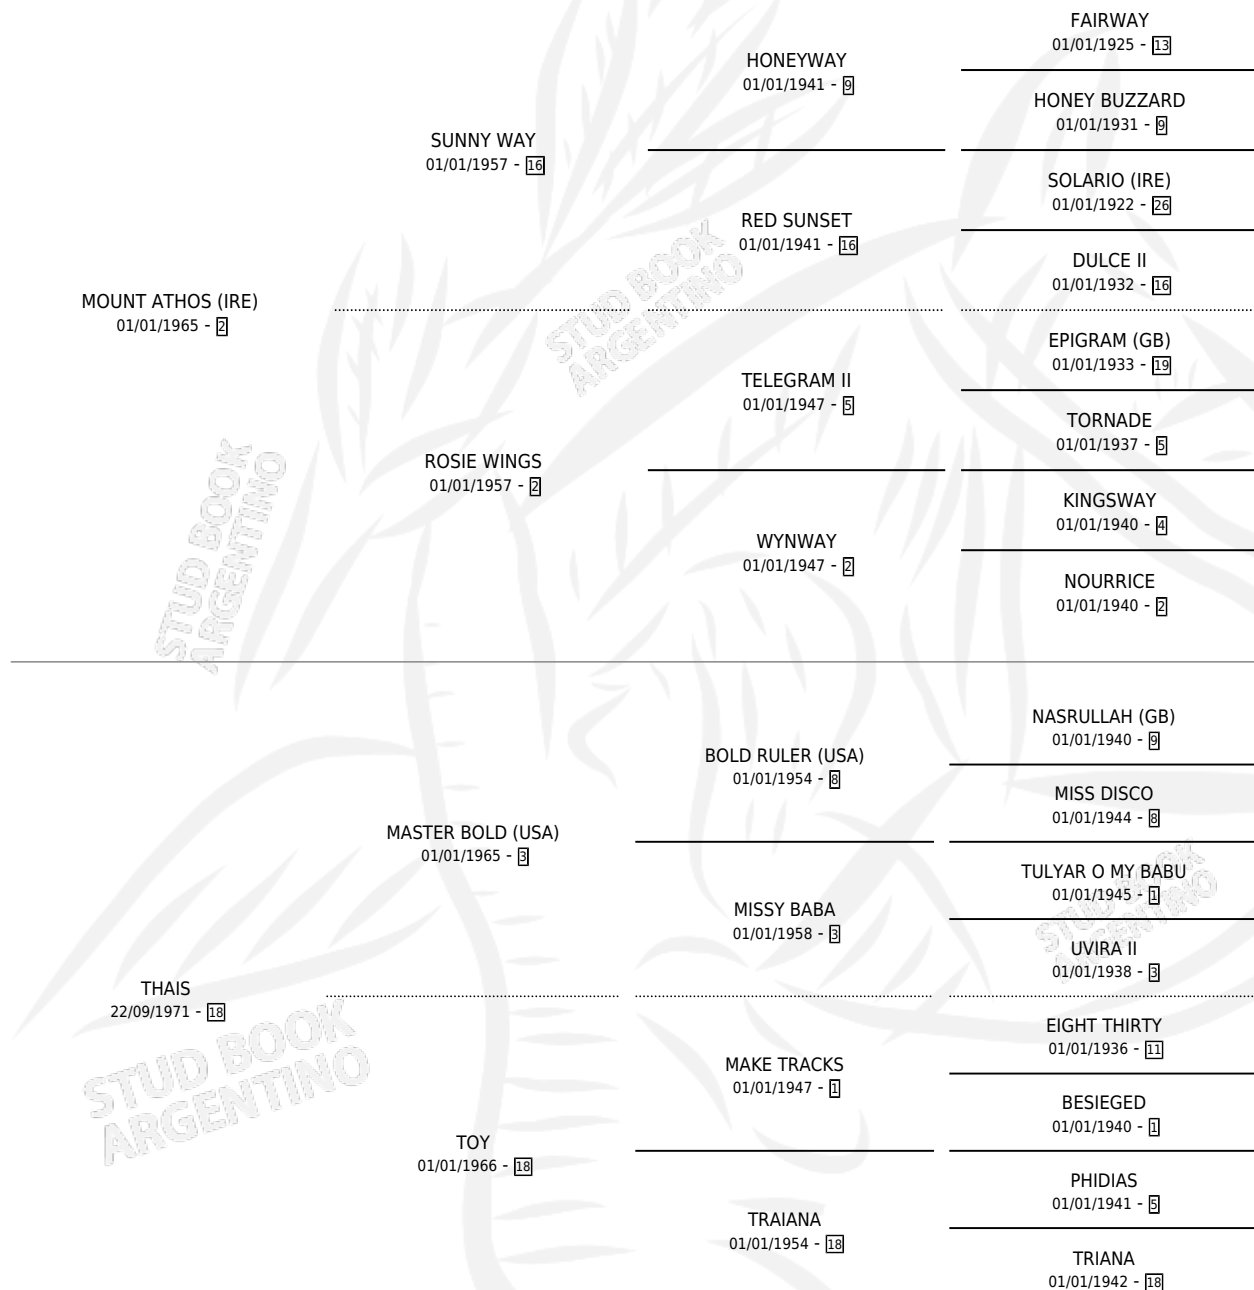 FAIRWAY
01/01/1925 - 13
HONEYWAY
01/01/1941 - 9
HONEY BUZZARD
01/01/1931 - 9
SUNNY WAY
01/01/1957 - 16
SOLARIO (IRE)
01/01/1922 - 26
RED SUNSET
01/01/1941 - 16
DULCE II
01/01/1932 - 16
MOUNT ATHOS (IRE)
01/01/1965 - 2
EPIGRAM (GB)
01/01/1933 - 19
TELEGRAM II
01/01/1947 - 5
TORNADE
01/01/1937 - 5
ROSIE WINGS
01/01/1957 - 2
KINGSWAY
01/01/1940 - 4
WYNWAY
01/01/1947 - 2
NOURRICE
01/01/1940 - 2
STUD BOOK
ARGENTINO
STUD BOOK
ARGENTINO
NASRULLAH (GB)
01/01/1940 - 9
BOLD RULER (USA)
01/01/1954 - 8
MISS DISCO
01/01/1944 - 8
MASTER BOLD (USA)
01/01/1965 - 3
TULYAR O MY BABU
01/01/1945 - 1
MISSY BABA
01/01/1958 - 3
UVIRA II
01/01/1938 - 3
THAIS
22/09/1971 - 18
EIGHT THIRTY
01/01/1936 - 11
MAKE TRACKS
01/01/1947 - 1
BESIEGED
01/01/1940 - 1
TOY
01/01/1966 - 18
PHIDIAS
01/01/1941 - 5
TRAIANA
01/01/1954 - 18
TRIANA
01/01/1942 - 18
STUD BOOK
ARGENTINO
STUD BOOK
ARGENTINO